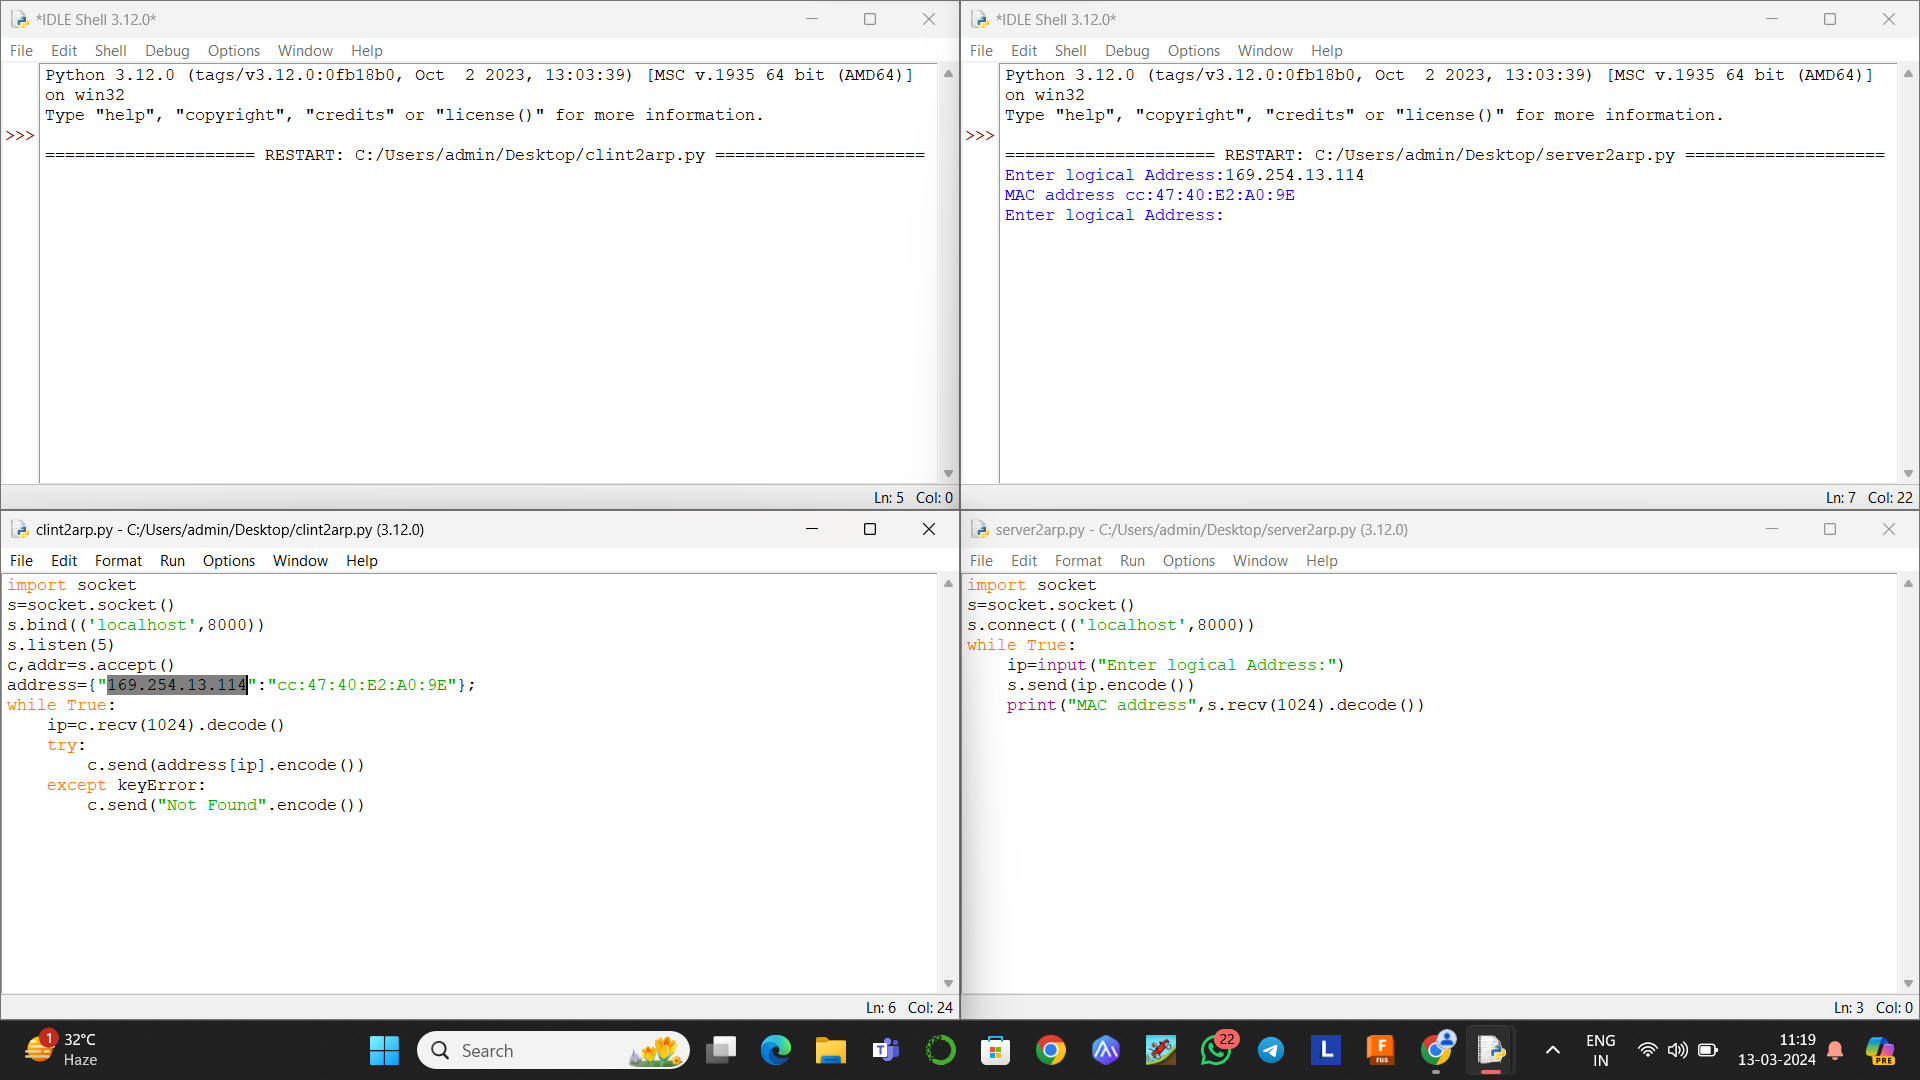 *IDLE Shell 3.12.0*
File Edit Shell Debug Options Window Help
Python 3.12.0 (tags/v3.12.0:0fb18b0, Oct  2 2023, 13:03:39) [MSC v.1935 64 bit (AMD64)]
on win32
Type "help", "copyright", "credits" or "license()" for more information.
>>>
===================== RESTART: C:/Users/admin/Desktop/clint2arp.py =====================
Ln: 5 Col: 0
*IDLE Shell 3.12.0*
File Edit Shell Debug Options Window Help
Python 3.12.0 (tags/v3.12.0:0fb18b0, Oct  2 2023, 13:03:39) [MSC v.1935 64 bit (AMD64)]
on win32
Type "help", "copyright", "credits" or "license()" for more information.
>>>
===================== RESTART: C:/Users/admin/Desktop/server2arp.py ====================
Enter logical Address:169.254.13.114
MAC address cc:47:40:E2:A0:9E
Enter logical Address:
Ln: 7 Col: 22
clint2arp.py - C:/Users/admin/Desktop/clint2arp.py (3.12.0)
File Edit Format Run Options Window Help
import socket
s=socket.socket()
s.bind(('localhost',8000))
s.listen(5)
c,addr=s.accept()
address={"169.254.13.114":"cc:47:40:E2:A0:9E"};
while True:
    ip=c.recv(1024).decode()
    try:
        c.send(address[ip].encode())
    except keyError:
        c.send("Not Found".encode())
Ln: 6 Col: 24
server2arp.py - C:/Users/admin/Desktop/server2arp.py (3.12.0)
File Edit Format Run Options Window Help
import socket
s=socket.socket()
s.connect(('localhost',8000))
while True:
    ip=input("Enter logical Address:")
    s.send(ip.encode())
    print("MAC address",s.recv(1024).decode())
Ln: 3 Col: 0
1
32°C
Haze
Search
22
L
F
FUS
ENG
IN
11:19
13-03-2024
PRE